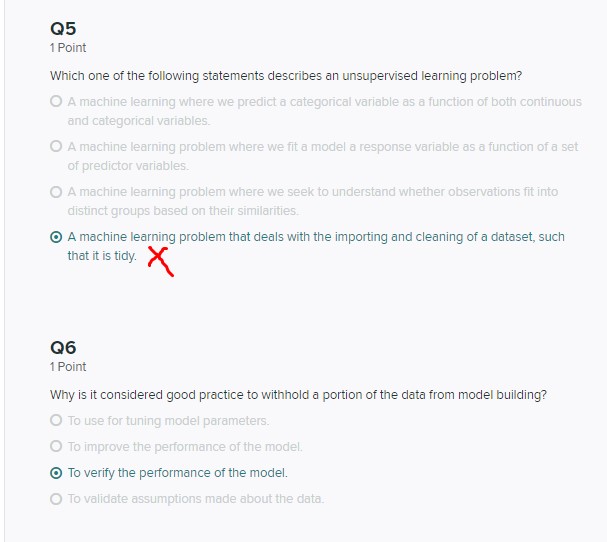 Q5
1 Point
Which one of the following statements describes an unsupervised learning problem?
A machine learning where we predict a categorical variable as a function of both continuous
and categorical variables.
A machine learning problem where we fit a model a response variable as a function of a set
of predictor variables.
A machine learning problem where we seek to understand whether observations fit into
distinct groups based on their similarities.
A machine learning problem that deals with the importing and cleaning of a dataset, such
that it is tidy.
Q6
1 Point
Why is it considered good practice to withhold a portion of the data from model building?
To use for tuning model parameters.
To improve the performance of the model.
To verify the performance of the model.
To validate assumptions made about the data.